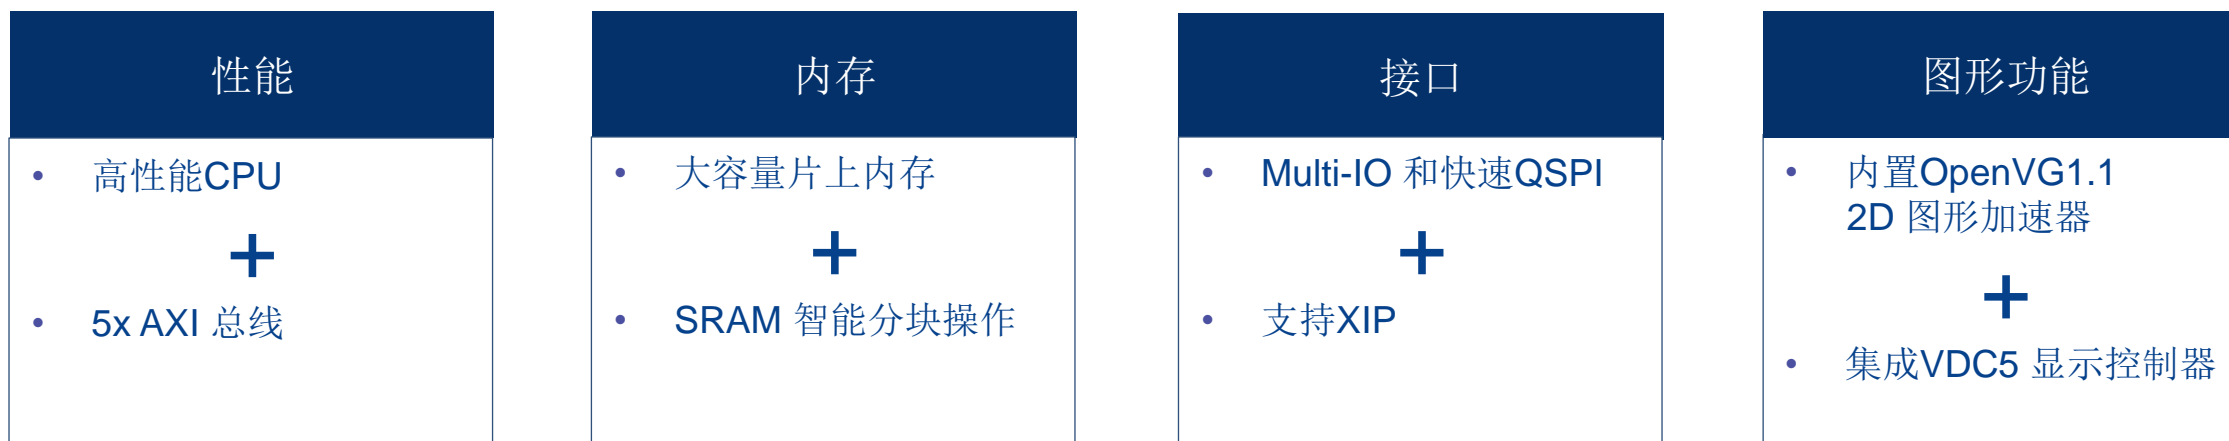 性能
• 高性能CPU
+
• 5x AXI 总线
内存
• 大容量片上内存
+
• SRAM 智能分块操作
接口
• Multi-IO 和快速QSPI
+
• 支持XIP
图形功能
• 内置OpenVG1.1
2D 图形加速器
+
• 集成VDC5 显示控制器